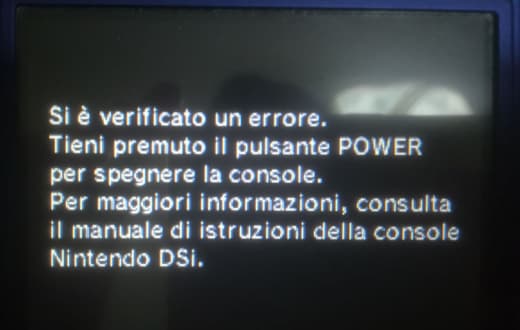 Si è verificato un errore.
Tieni premuto il pulsante POWER
per spegnere la console.
Per maggiori informazioni, consulta
il manuale di istruzioni della console
Nintendo DSi.